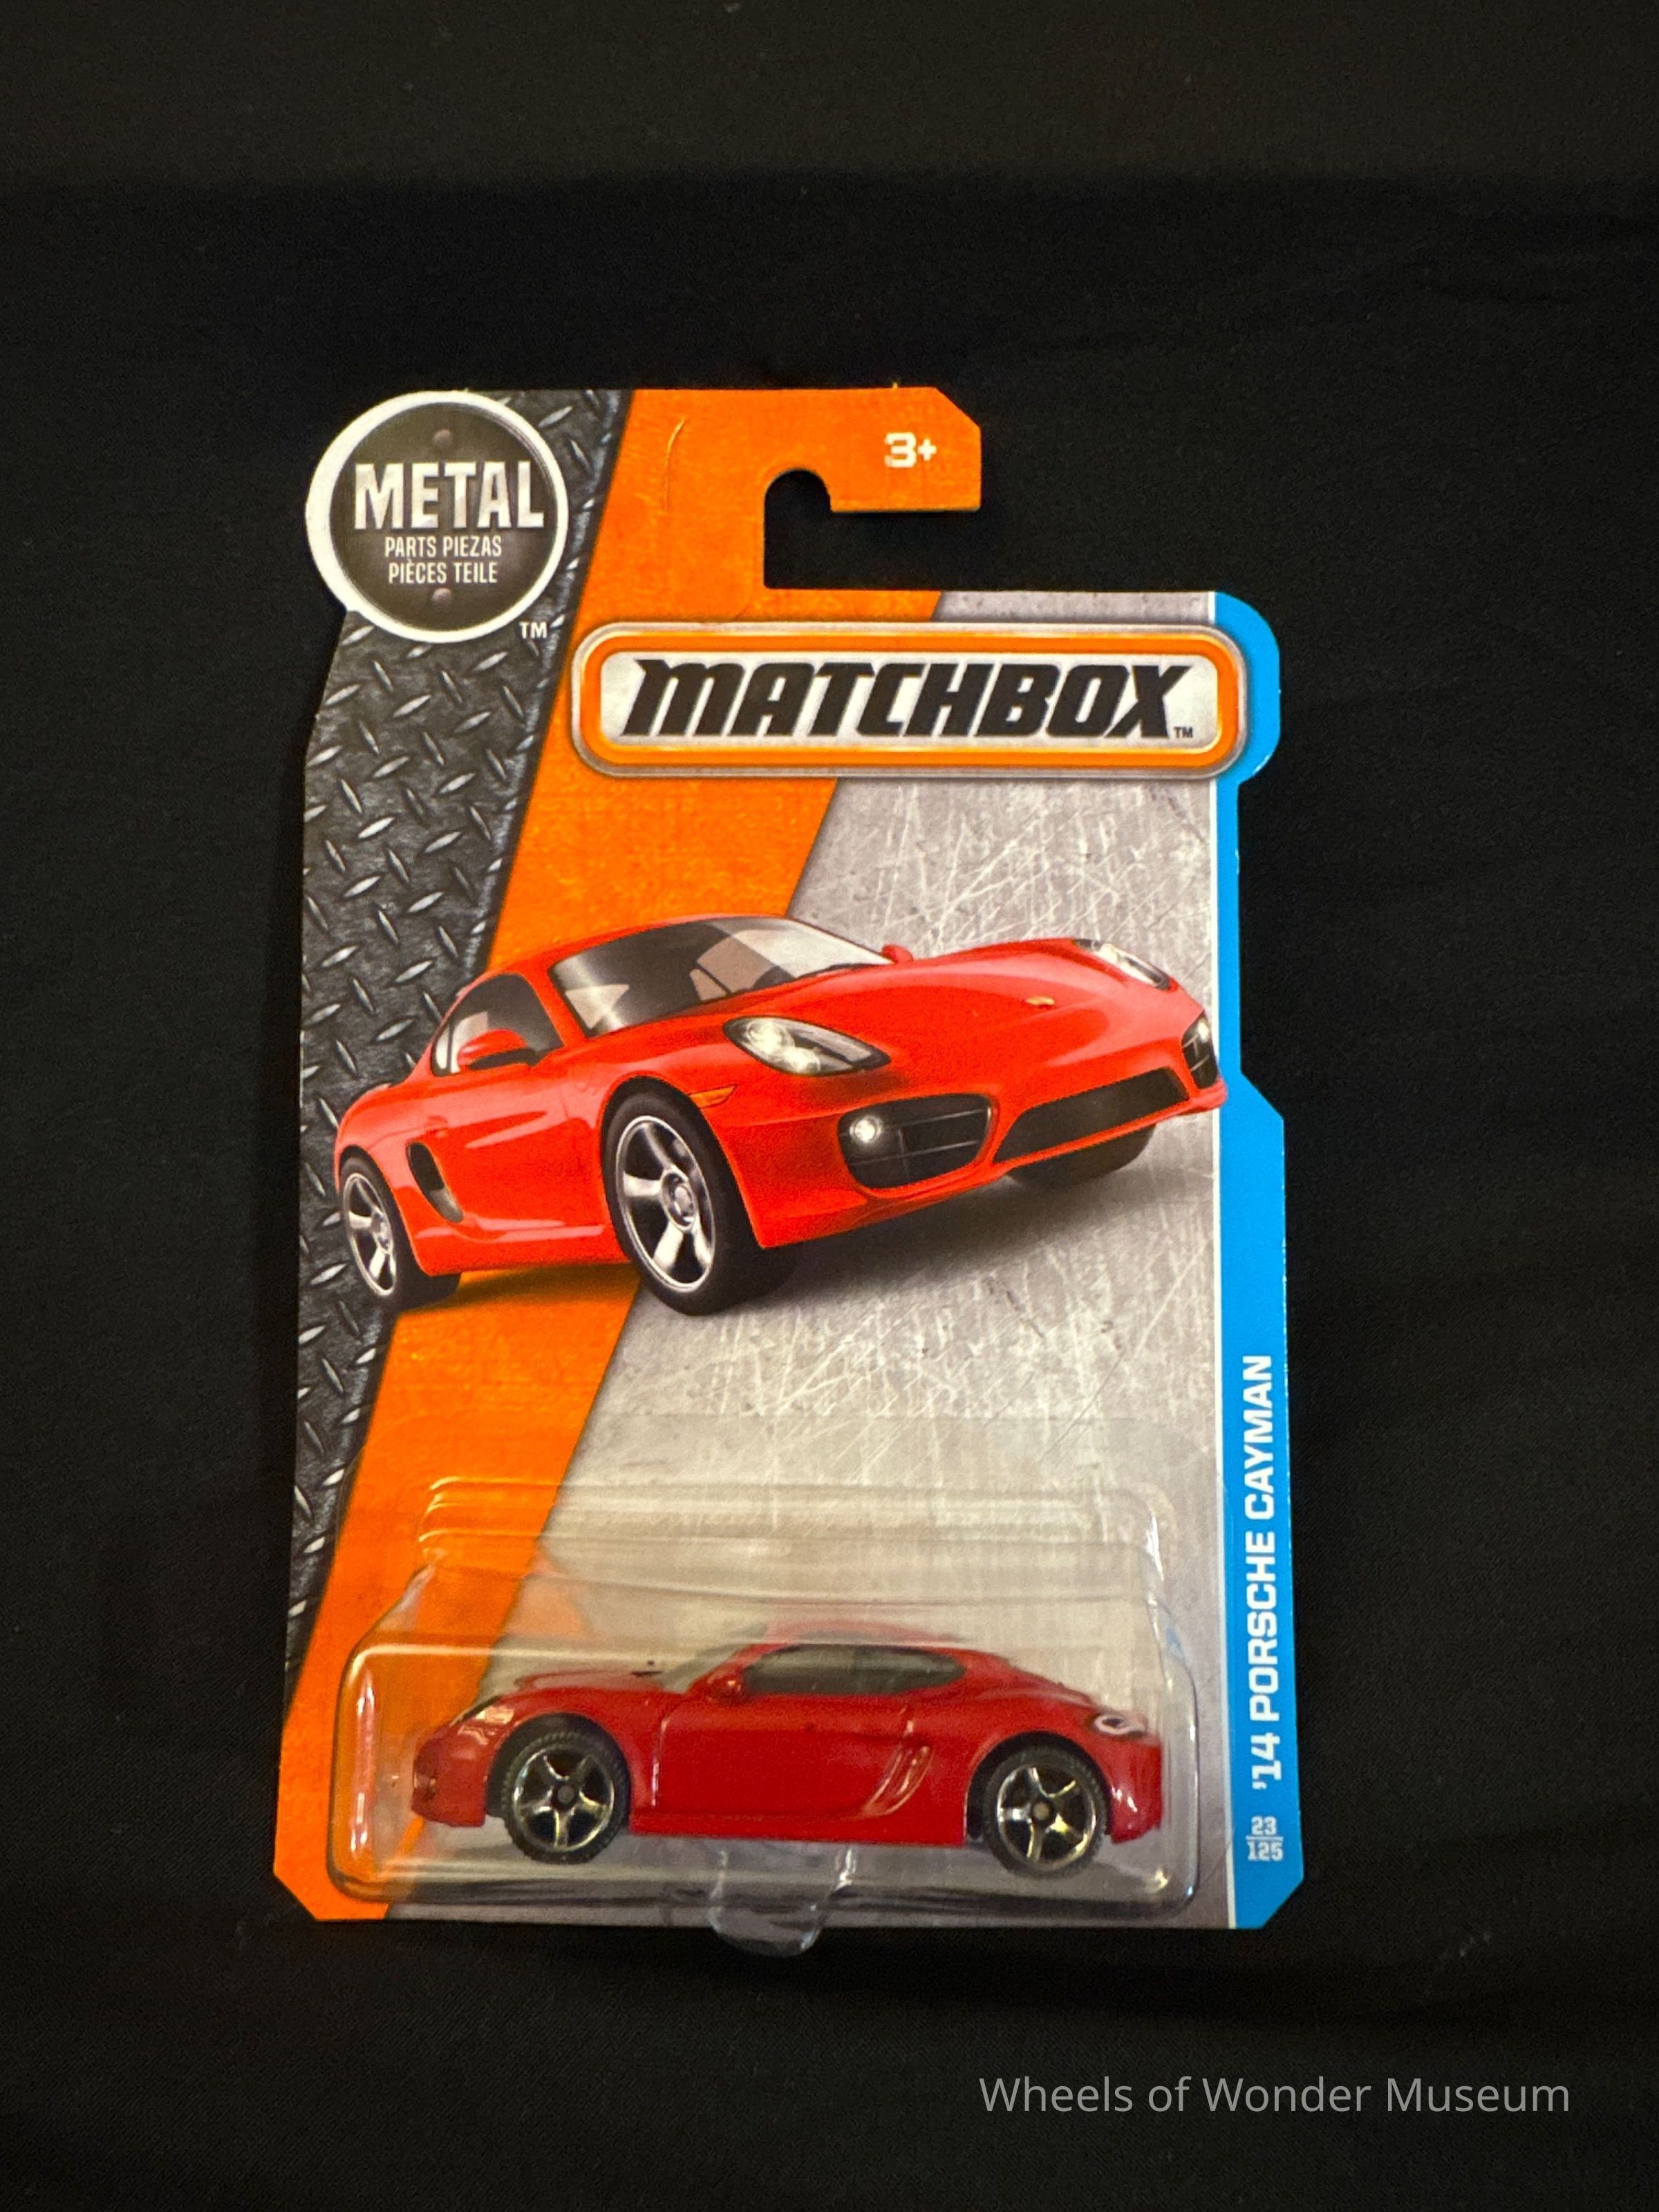 3+
METAL
PARTS PIEZAS
PIÈCES TEILE
TM
MATCHBOX TM
'14 PORSCHE CAYMAN
23
125
Wheels of Wonder Museum